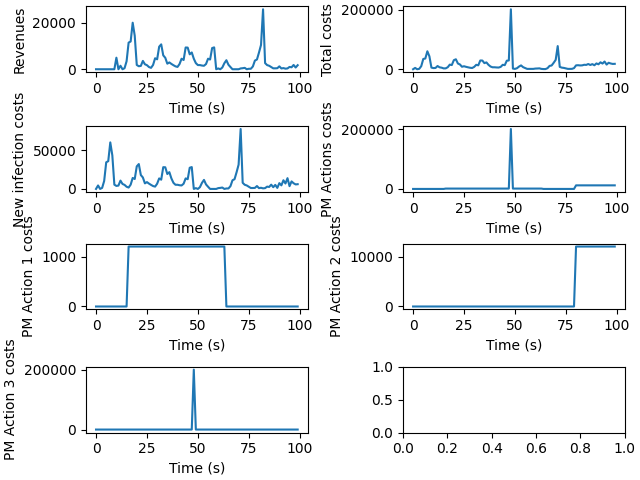 Revenues
20000
0
0 25 50 75 100
Time (s)
Total costs
200000
0
0 25 50 75 100
Time (s)
New infection costs
50000
0
0 25 50 75 100
Time (s)
PM Actions costs
200000
0
0 25 50 75 100
Time (s)
PM Action 1 costs
1000
0
0 25 50 75 100
Time (s)
PM Action 2 costs
10000
0
0 25 50 75 100
Time (s)
PM Action 3 costs
200000
0
0 25 50 75 100
Time (s)
1.0
0.5
0.0
0.0 0.2 0.4 0.6 0.8 1.0